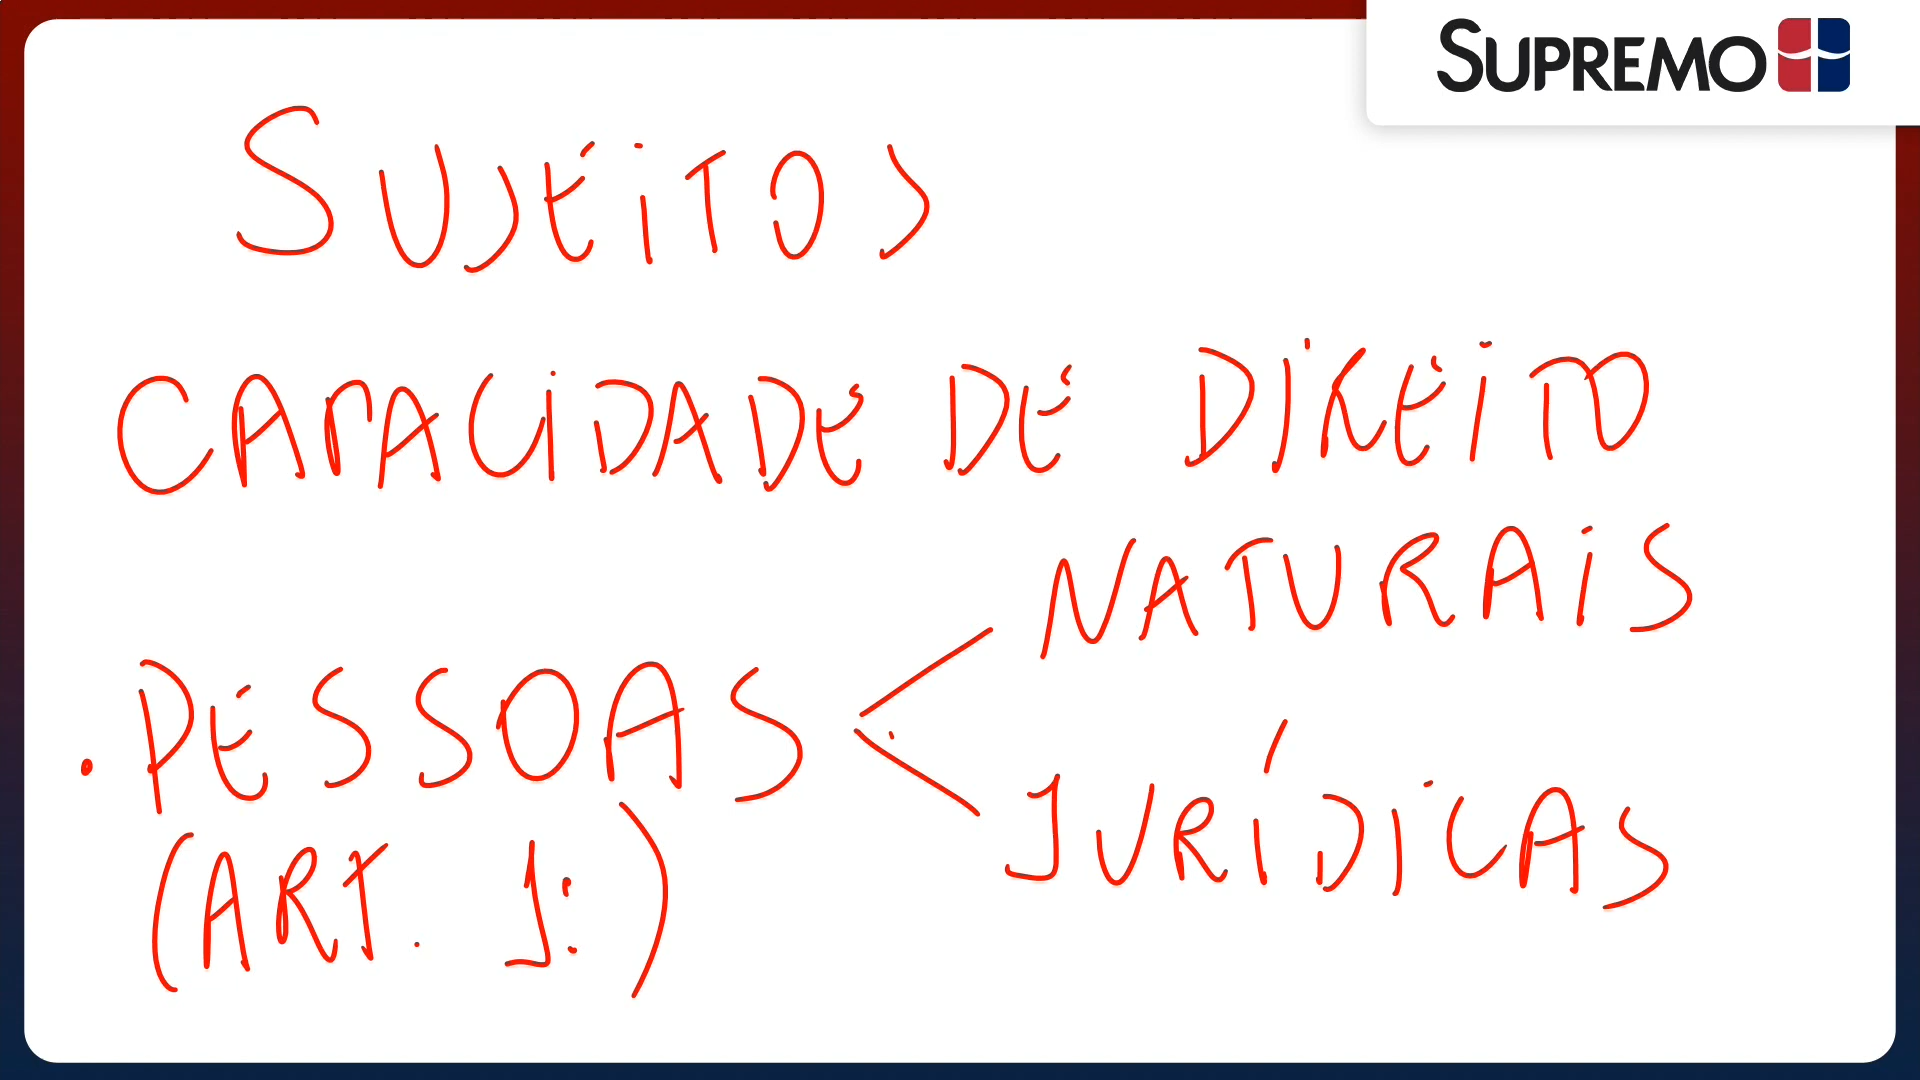 SUPREMO
SUJEITOS
CAPACIDADE DE DIREITO
NATURAIS
. PESSOAS <
JURÍDICAS
(ART. 1º)